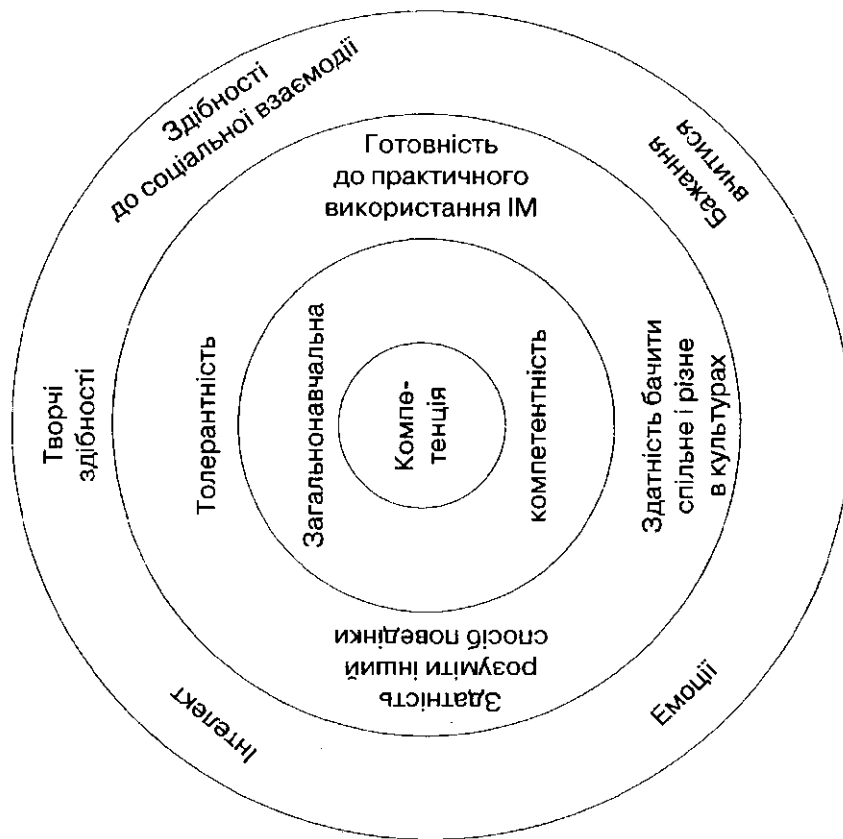 Здібності
до соціальної взаємодії
Бажання
вчитися
Готовність
до практичного
використання ІМ
Творчі
здібності
Толерантність
Загальнонавчальна
Компе-
тенція
компетентність
Здатність бачити
спільне і різне
в культурах
Здатність
розуміти інший
спосіб поведінки
Інтелект
Емоції